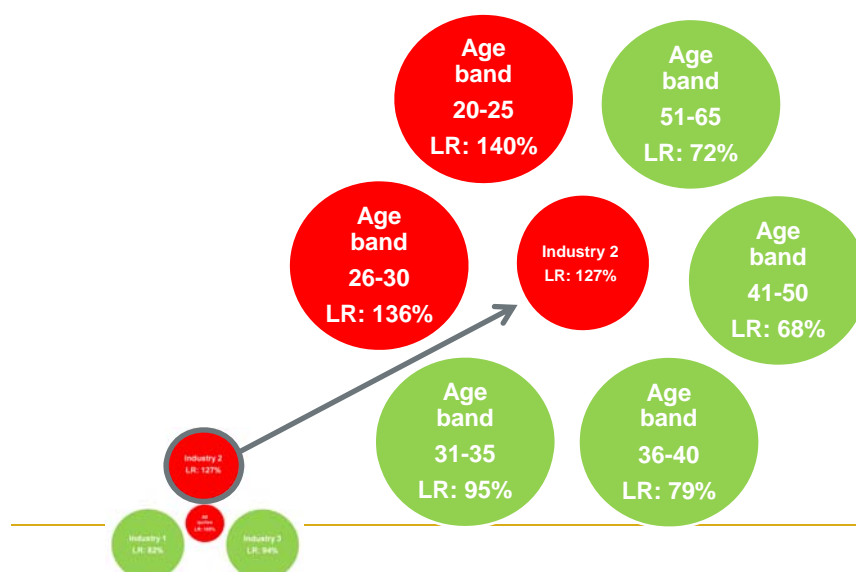 Age
band
20-25
LR: 140%
Age
band
51-65
LR: 72%
Age
band
26-30
LR: 136%
Industry 2
LR: 127%
Age
band
41-50
LR: 68%
Age
band
31-35
LR: 95%
Age
band
36-40
LR: 79%
Industry 2
LR: 127%
Industry 1
LR: 82%
Industry 3
LR: 94%